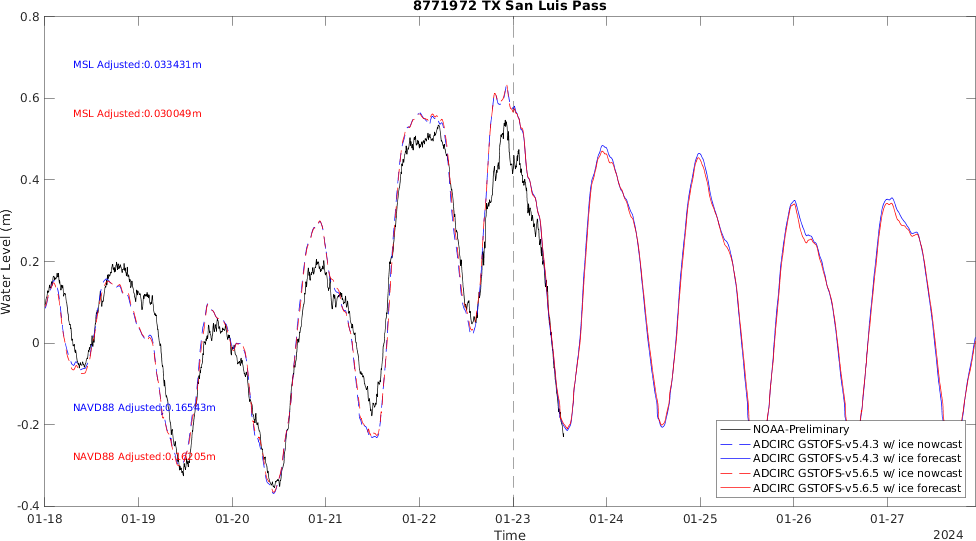 8771972 TX San Luis Pass
0.8
0.6
0.4
0.2
0
-0.2
-0.4
Water Level (m)
MSL Adjusted:0.033431m
MSL Adjusted:0.030049m
NAVD88 Adjusted:0.16543m
NAVD88 Adjusted:0.16205m
NOAA-Preliminary
ADCIRC GSTOFS-v5.4.3 w/ ice nowcast
ADCIRC GSTOFS-v5.4.3 w/ ice forecast
ADCIRC GSTOFS-v5.6.5 w/ ice nowcast
ADCIRC GSTOFS-v5.6.5 w/ ice forecast
01-18 01-19 01-20 01-21 01-22 01-23 01-24 01-25 01-26 01-27
Time
2024